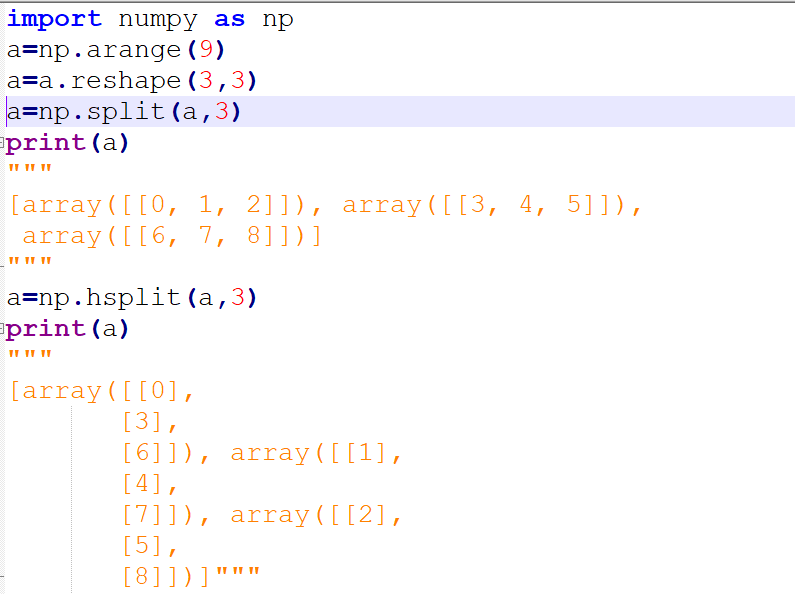 import numpy as np
a=np.arange(9)
a=a.reshape(3,3)
a=np.split(a,3)
print(a)
"""
[array([[0, 1, 2]]), array([[3, 4, 5]]),
 array([[6, 7, 8]])]
"""
a=np.hsplit(a,3)
print(a)
"""
[array([[0],
       [3],
       [6]]), array([[1],
       [4],
       [7]]), array([[2],
       [5],
       [8]])]"""